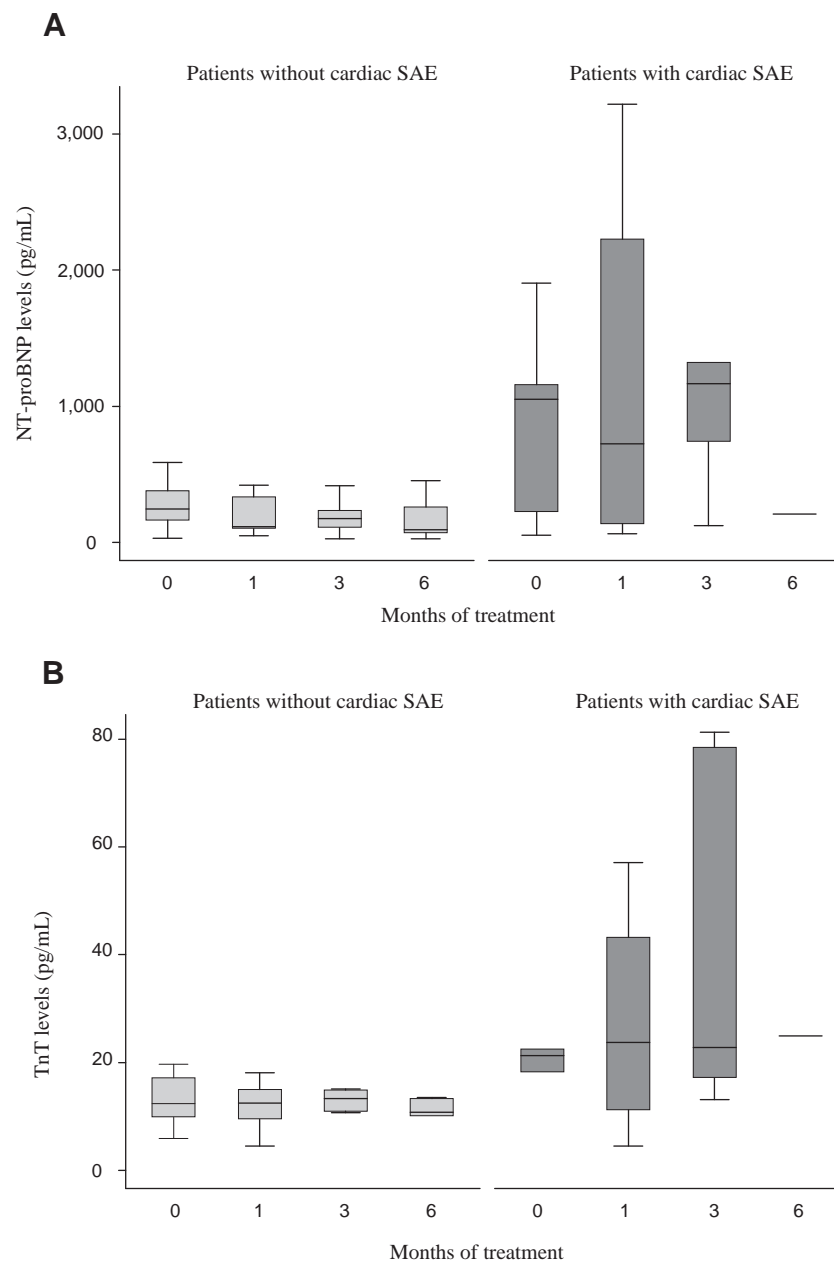 A
Patients without cardiac SAE
Patients with cardiac SAE
NT-proBNP levels (pg/mL)
3,000
2,000
1,000
0
0 1 3 6 0 1 3 6
Months of treatment
B
Patients without cardiac SAE
Patients with cardiac SAE
TnT levels (pg/mL)
80
60
40
20
0
0 1 3 6 0 1 3 6
Months of treatment